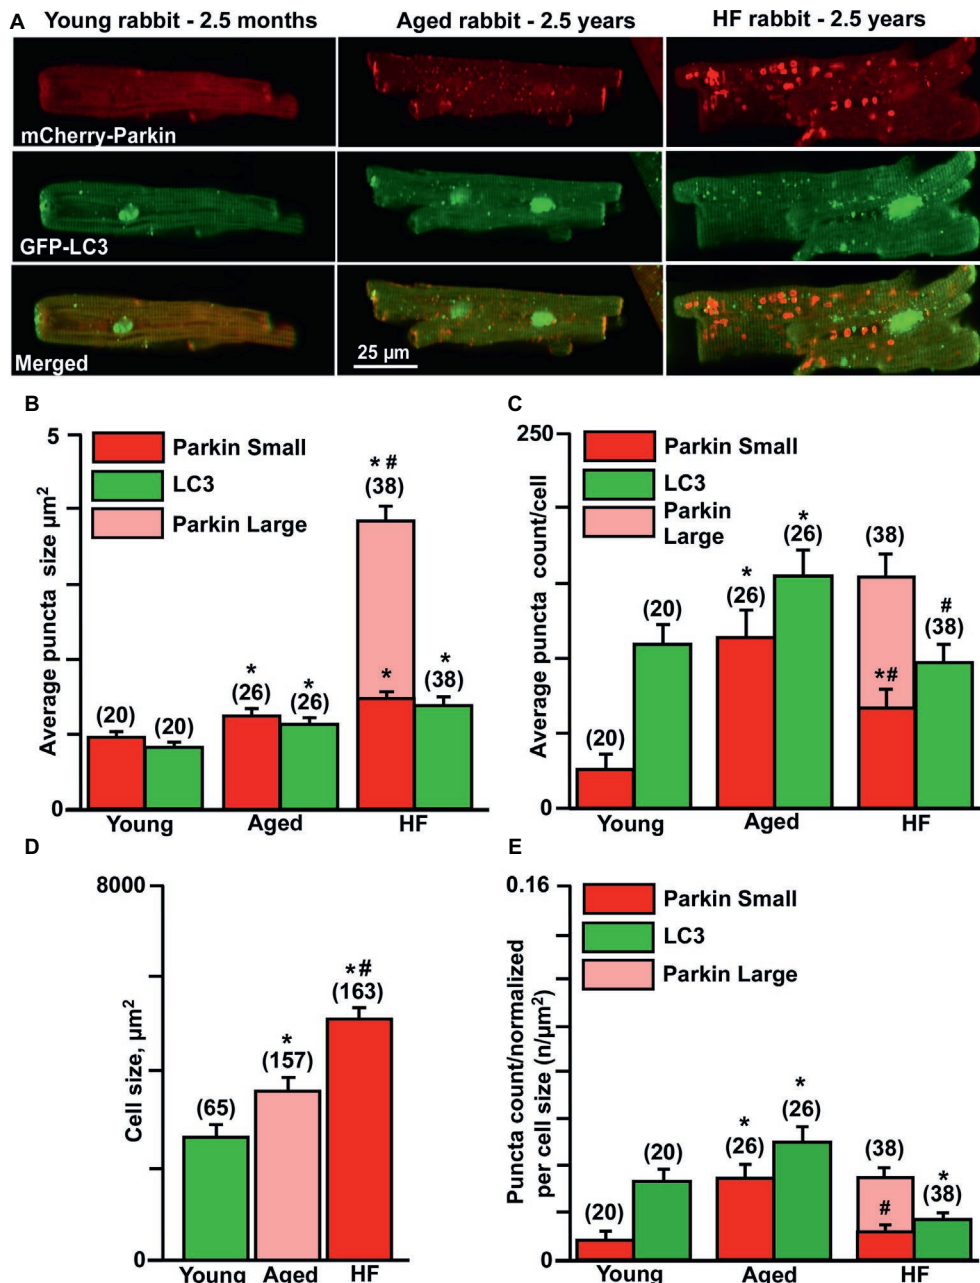 A
Young rabbit - 2.5 months
Aged rabbit - 2.5 years
HF rabbit - 2.5 years
mCherry-Parkin
GFP-LC3
Merged
25 µm
B
Average puncta size µm²
5
0
Parkin Small
LC3
Parkin Large
(20)
(20)
*
(26)
*
(26)
* #
(38)
*
*
(38)
Young
Aged
HF
C
Average puncta count/cell
250
0
Parkin Small
LC3
Parkin
Large
(20)
(20)
*
(26)
*
(26)
(38)
*#
#
(38)
Young
Aged
HF
D
Cell size, µm²
8000
0
(65)
*
(157)
* #
(163)
Young
Aged
HF
E
Puncta count/normalized
per cell size (n/µm²)
0.16
0
Parkin Small
LC3
Parkin Large
(20)
(20)
*
(26)
*
(26)
(38)
#
*
(38)
Young
Aged
HF